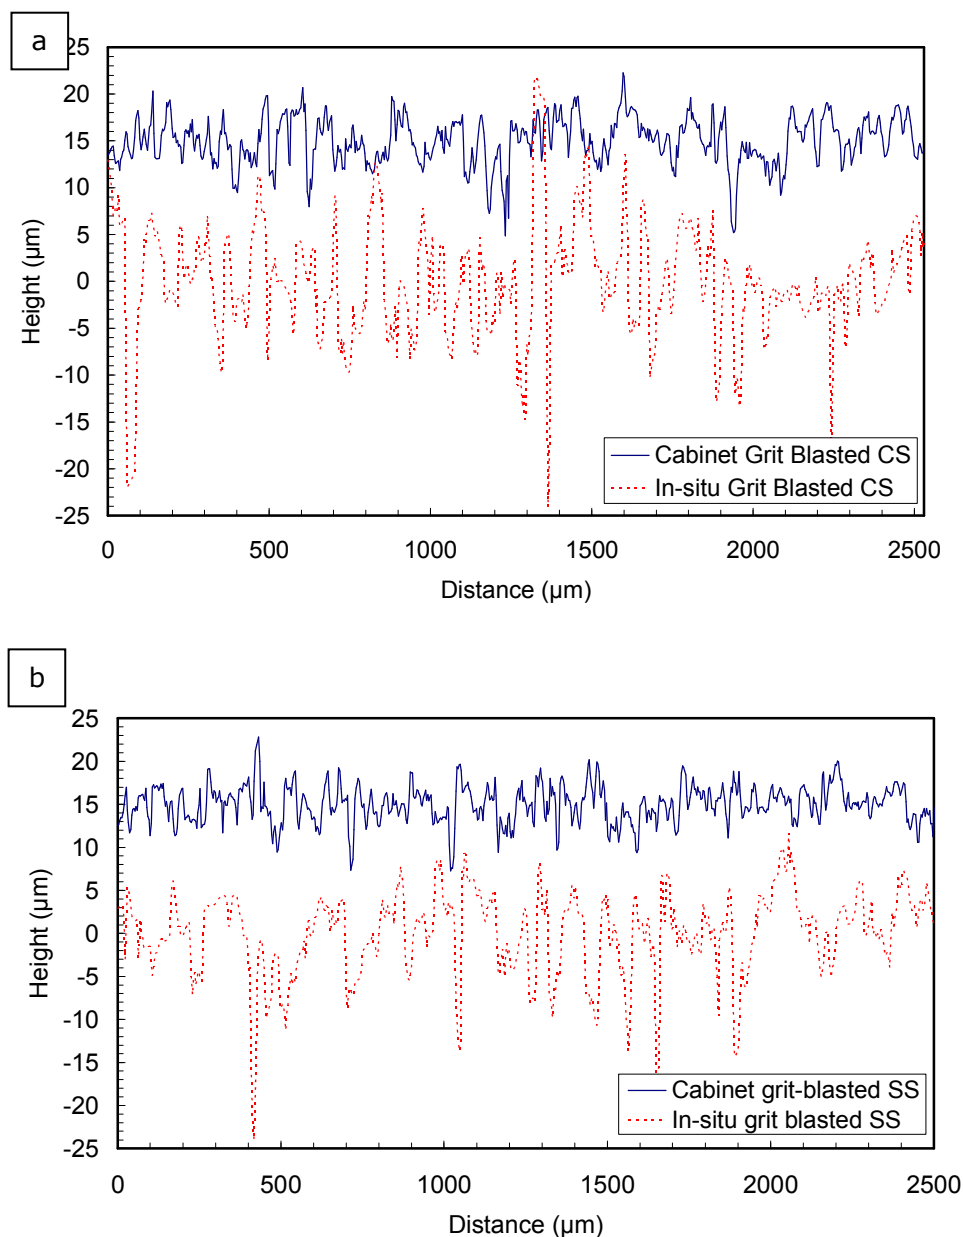 a
25
20
15
10
5
0
-5
-10
-15
-20
-25
Height (µm)
Cabinet Grit Blasted CS
In-situ Grit Blasted CS
0 500 1000 1500 2000 2500
Distance (µm)
b
25
20
15
10
5
0
-5
-10
-15
-20
-25
Height (µm)
Cabinet grit-blasted SS
In-situ grit blasted SS
0 500 1000 1500 2000 2500
Distance (µm)